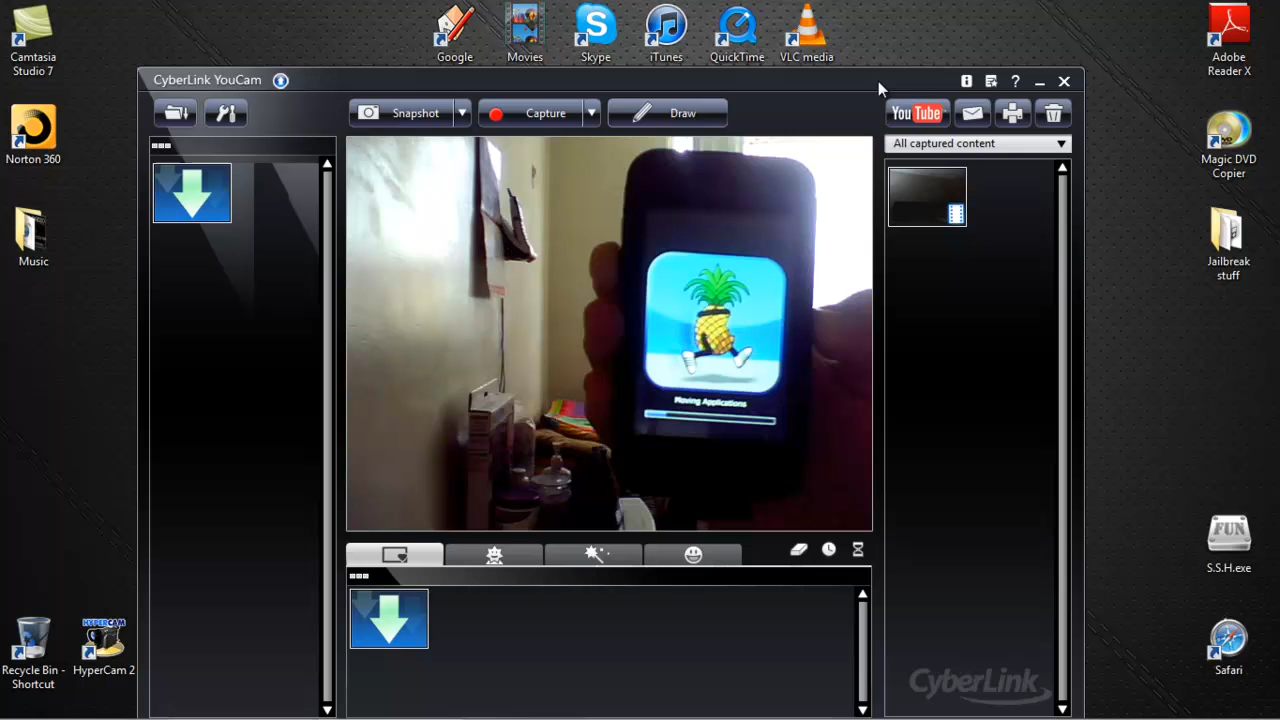 Camtasia
Studio 7
Google
Movies
Skype
iTunes
QuickTime
VLC media
Adobe
Reader X
CyberLink YouCam
?
Snapshot
Capture
Draw
YouTube
All captured content
Norton 360
Magic DVD
Copier
Music
Jailbreak
stuff
Moving Applications
FUN
S.S.H.exe
HYPERCAM
Recycle Bin -
Shortcut
HyperCam 2
CyberLink
Safari